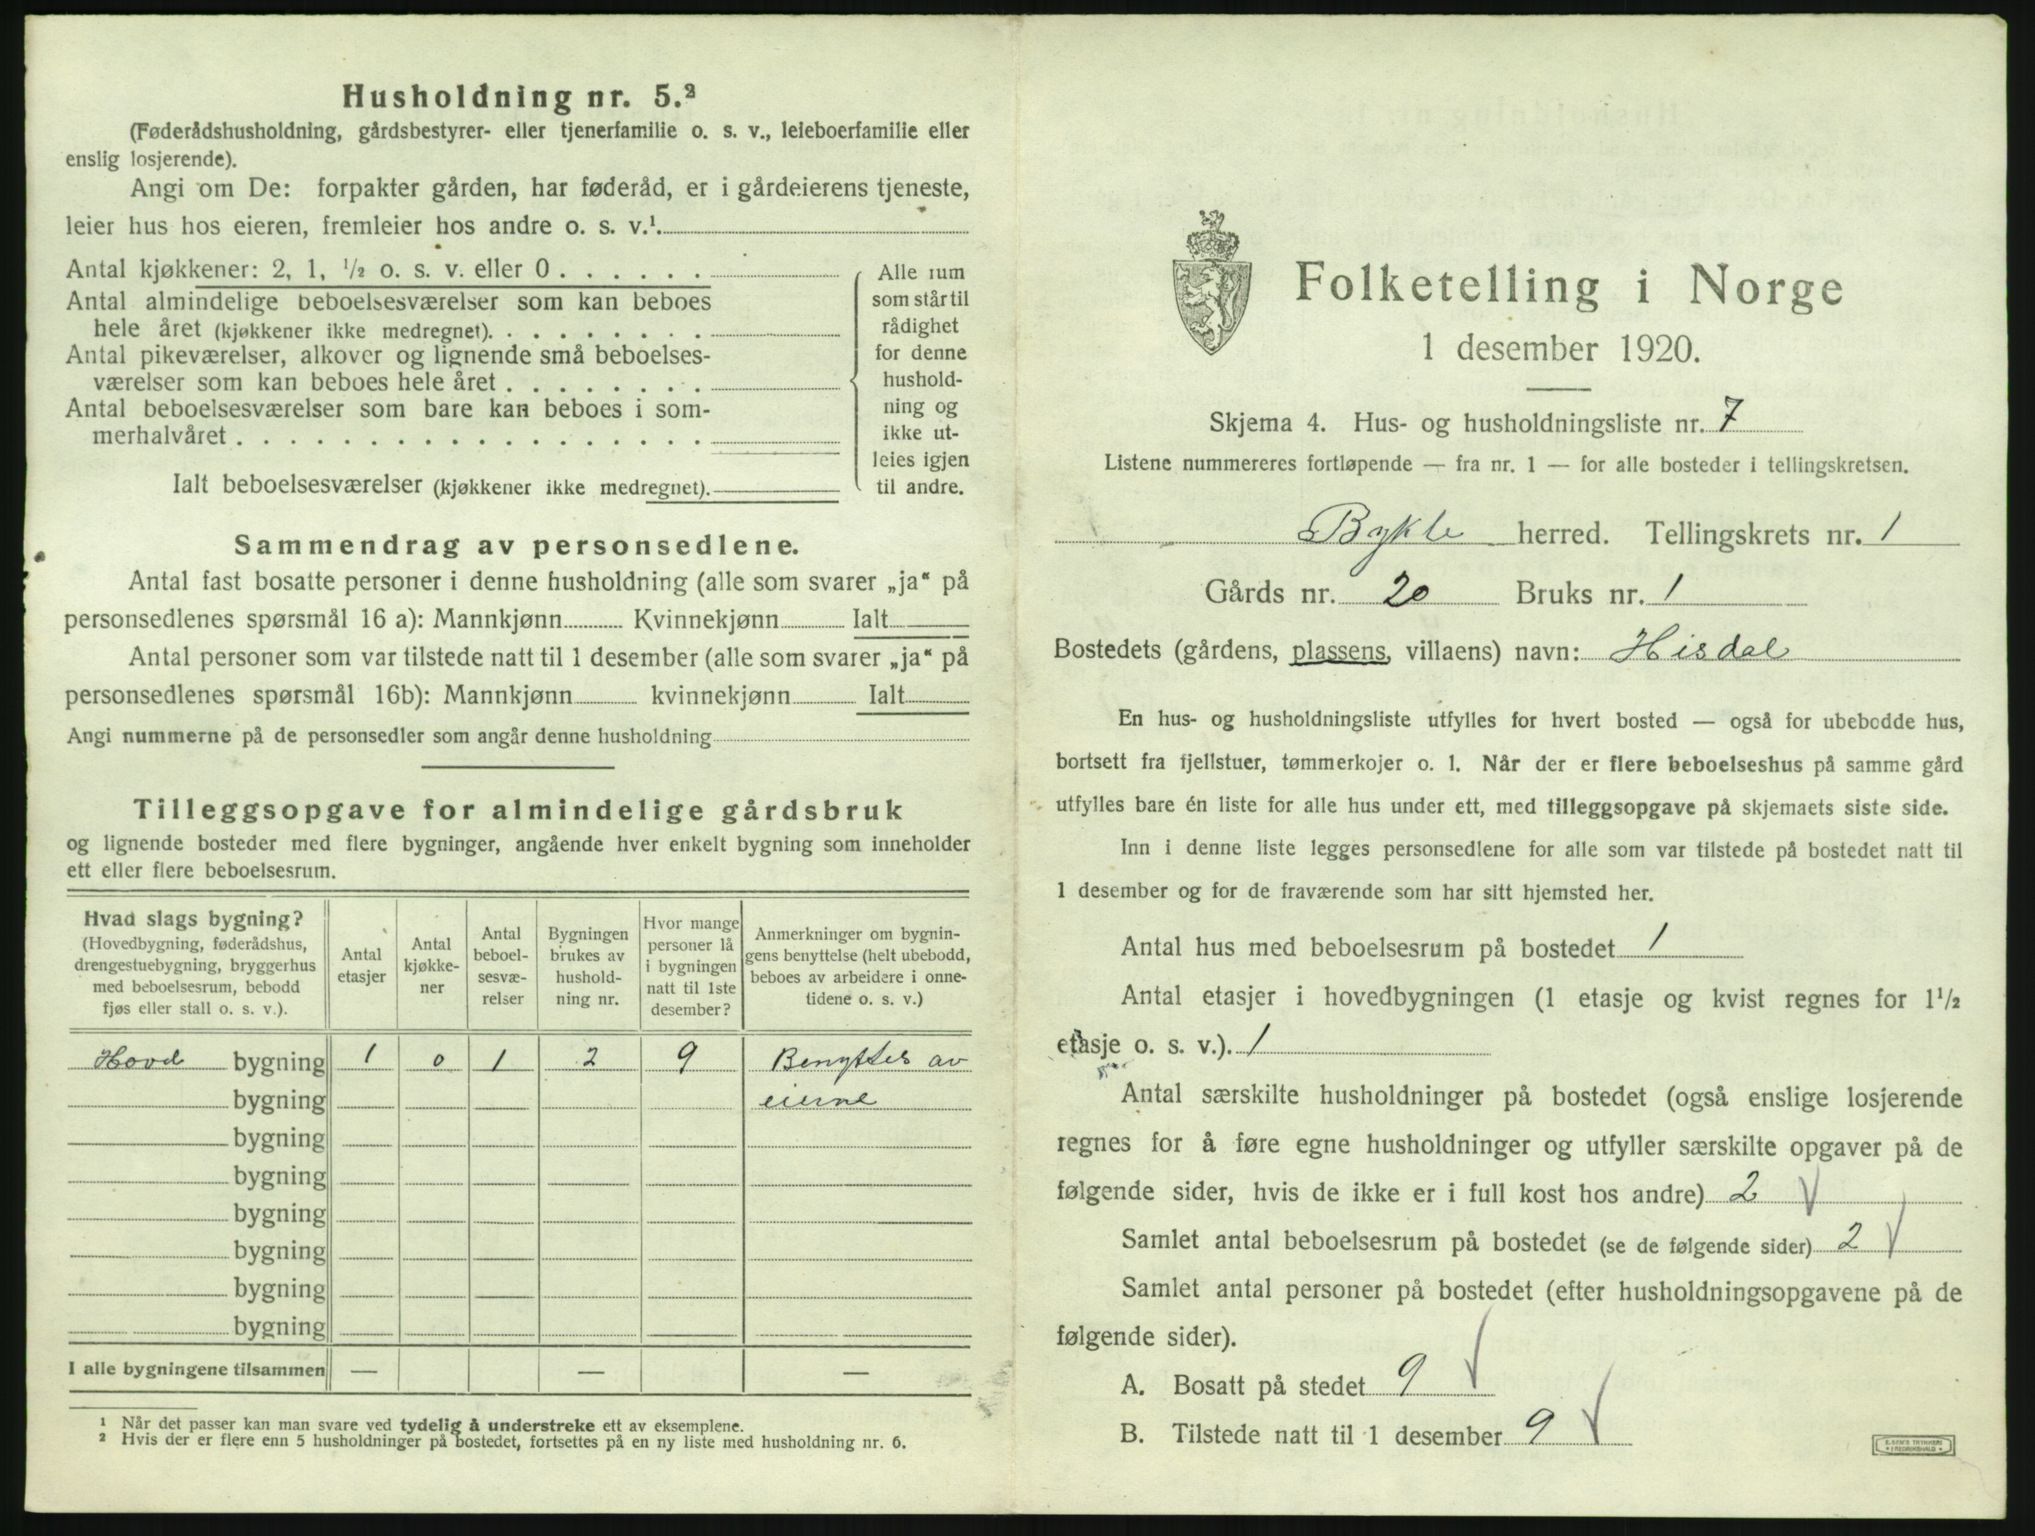 Husholdning nr. 5.²
(Føderådshusholdning, gårdsbestyrer- eller tjenerfamilie o. s. v., leieboerfamilie eller
enslig losjerende).
Angi om De: forpakter gården, har føderåd, er i gårdeierens tjeneste,
leier hus hos eieren, fremleier hos andre o. s. v.¹
Antal kjøkkener: 2, 1, ½ o. s. v. eller 0 . . . . . .
Antal almindelige beboelsesværelser som kan beboes
hele året (kjøkkener ikke medregnet). . . . . . . . .
Antal pikeværelser, alkover og lignende små beboelses-
værelser som kan beboes hele året . . . . . . . .
Antal beboelsesværelser som bare kan beboes i som-
merhalvåret . . . . . . . . . . . . . . . . . .
Ialt beboelsesværelser (kjøkkener ikke medregnet).
Alle rum
som står til
rådighet
for denne
hushold-
ning og
ikke ut-
leies igjen
til andre.
Sammendrag av personsedlene.
Antal fast bosatte personer i denne husholdning (alle som svarer „ja“ på
personsedlenes spørsmål 16 a): Mannkjønn Kvinnekjønn Ialt
Antal personer som var tilstede natt til 1 desember (alle som svarer „ja“ på
personsedlenes spørsmål 16b): Mannkjønn kvinnekjønn Ialt
Angi nummerne på de personsedler som angår denne husholdning
Tilleggsopgave for almindelige gårdsbruk
og lignende bosteder med flere bygninger, angående hver enkelt bygning som inneholder
ett eller flere beboelsesrum.
Hvad slags bygning?
(Hovedbygning, føderådshus,
drengestuebygning, bryggerhus
med beboelsesrum, bebodd
fjøs eller stall o. s. v.).
Antal
etasjer
Antal
kjøkke-
ner
Antal
beboel-
sesvæ-
relser
Bygningen
brukes av
hushold-
ning nr.
Hvor mange
personer lå
i bygningen
natt til 1ste
desember?
Anmerkninger om bygnin-
gens benyttelse (helt ubebodd,
beboes av arbeidere i onne-
tidene o. s. v.)
Hovd bygning 1 0 1 2 9 Benyttes av
bygning eierne
bygning
bygning
bygning
bygning
bygning
bygning
I alle bygningene tilsammen — — —
¹ Når det passer kan man svare ved tydelig å understreke ett av eksemplene.
² Hvis der er flere enn 5 husholdninger på bostedet, fortsettes på en ny liste med husholdning nr. 6.
Folketelling i Norge
1 desember 1920.
Skjema 4. Hus- og husholdningsliste nr. 7
Listene nummereres fortløpende — fra nr. 1 — for alle bosteder i tellingskretsen.
Bykle herred. Tellingskrets nr. 1
Gårds nr. 20 Bruks nr. 1
Bostedets (gårdens, plassens, villaens) navn: Hisdal
En hus- og husholdningsliste utfylles for hvert bosted — også for ubebodde hus,
bortsett fra fjellstuer, tømmerkojer o. l. Når der er flere beboelseshus på samme gård
utfylles bare én liste for alle hus under ett, med tilleggsopgave på skjemaets siste side.
Inn i denne liste legges personsedlene for alle som var tilstede på bostedet natt til
1 desember og for de fraværende som har sitt hjemsted her.
Antal hus med beboelsesrum på bostedet 1
Antal etasjer i hovedbygningen (1 etasje og kvist regnes for 1½
etasje o. s. v.). 1
Antal særskilte husholdninger på bostedet (også enslige losjerende
regnes for å føre egne husholdninger og utfyller særskilte opgaver på de
følgende sider, hvis de ikke er i full kost hos andre) 2
Samlet antal beboelsesrum på bostedet (se de følgende sider) 2
Samlet antal personer på bostedet (efter husholdningsopgavene på de
følgende sider).
A. Bosatt på stedet 9
B. Tilstede natt til 1 desember 9